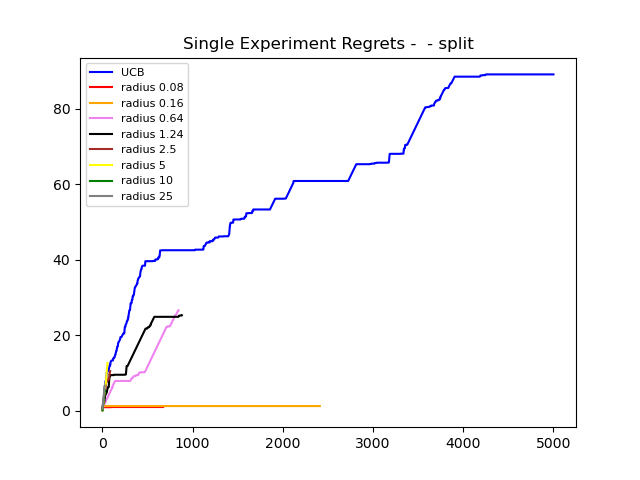 Single Experiment Regrets -  - split
UCB
radius 0.08
radius 0.16
radius 0.64
radius 1.24
radius 2.5
radius 5
radius 10
radius 25
80
60
40
20
0
0 1000 2000 3000 4000 5000